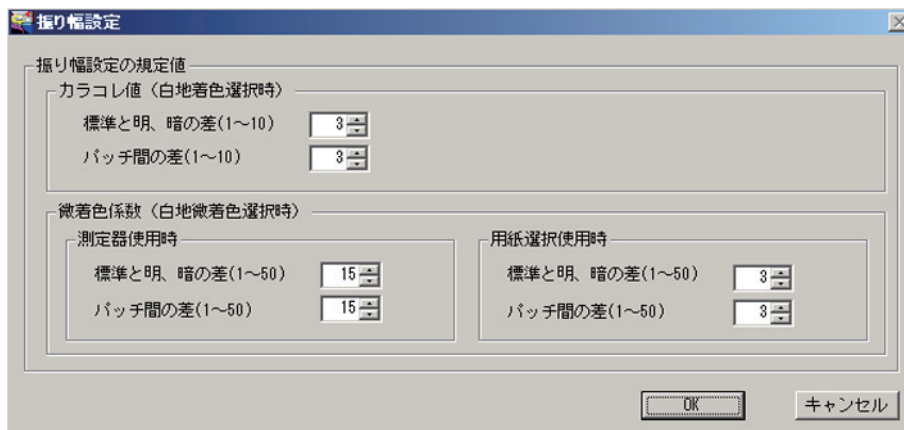 振り幅設定
振り幅設定の規定値
カラコレ値（白地着色選択時）
標準と明、暗の差(1～10) 3
パッチ間の差(1～10) 3
微着色係数（白地微着色選択時）
測定器使用時
標準と明、暗の差(1～50) 15
パッチ間の差(1～50) 15
用紙選択使用時
標準と明、暗の差(1～50) 3
パッチ間の差(1～50) 3
OK キャンセル